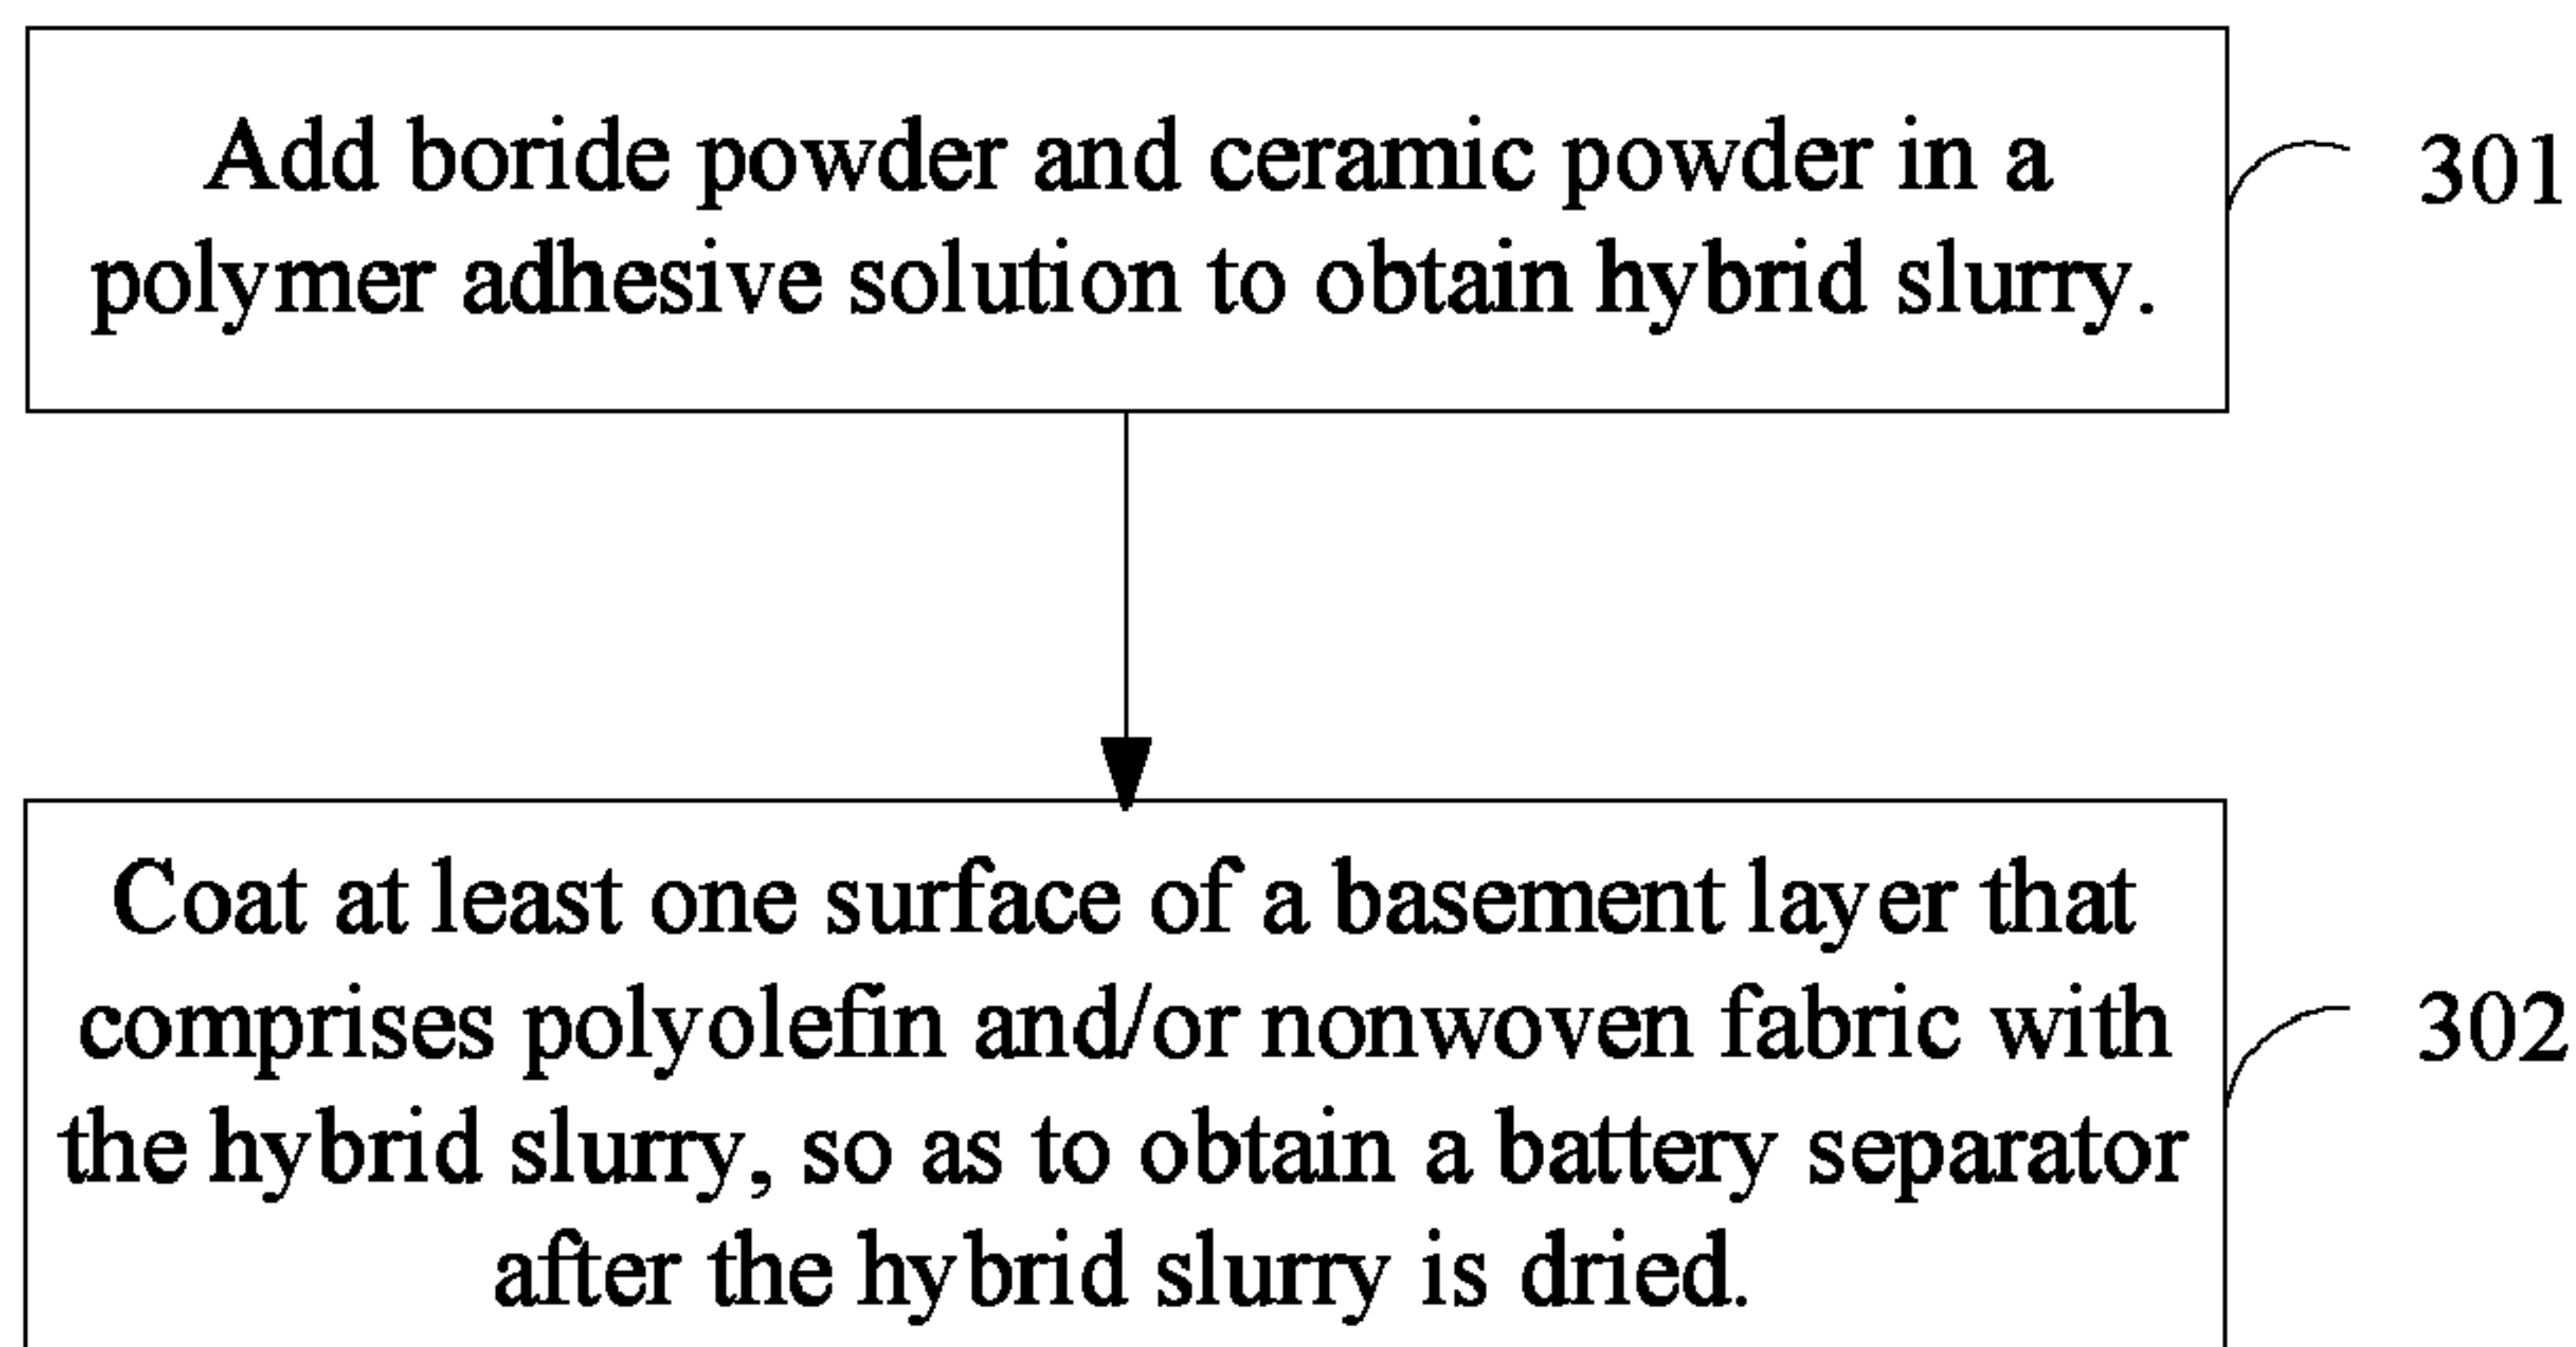 Add boride powder and ceramic powder in a
polymer adhesive solution to obtain hybrid slurry.
301
Coat at least one surface of a basement layer that
comprises polyolefin and/or nonwoven fabric with
the hybrid slurry, so as to obtain a battery separator
after the hybrid slurry is dried.
302